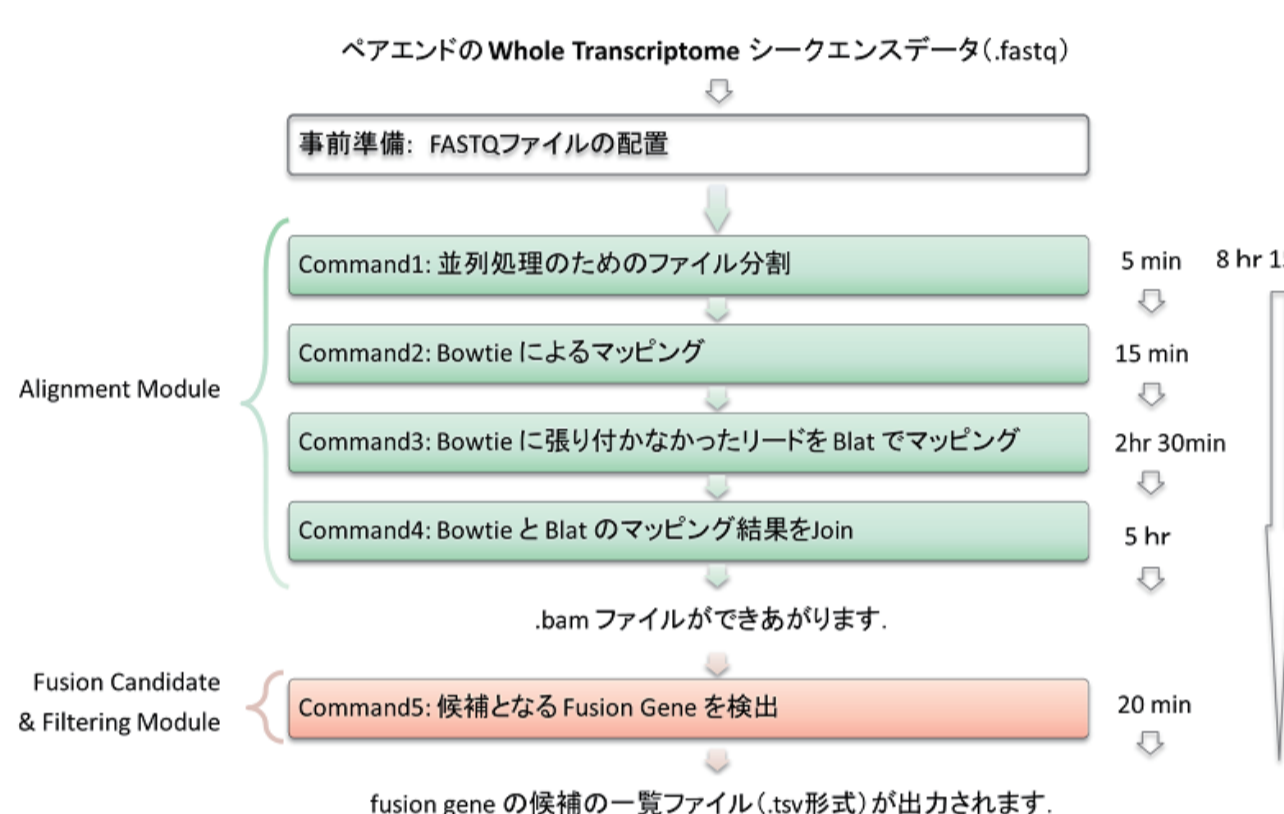 ペアエンドの Whole Transcriptome シークエンスデータ（.fastq）
事前準備: FASTQファイルの配置
Command1: 並列処理のためのファイル分割
5 min
8 hr
Command2: Bowtie によるマッピング
15 min
Alignment Module
Command3: Bowtie に張り付かなかったリードを Blat でマッピング
2hr 30min
Command4: Bowtie と Blat のマッピング結果をJoin
5 hr
.bam ファイルができあがります.
Fusion Candidate
& Filtering Module
Command5: 候補となる Fusion Gene を検出
20 min
fusion gene の候補の一覧ファイル（.tsv形式）が出力されます.